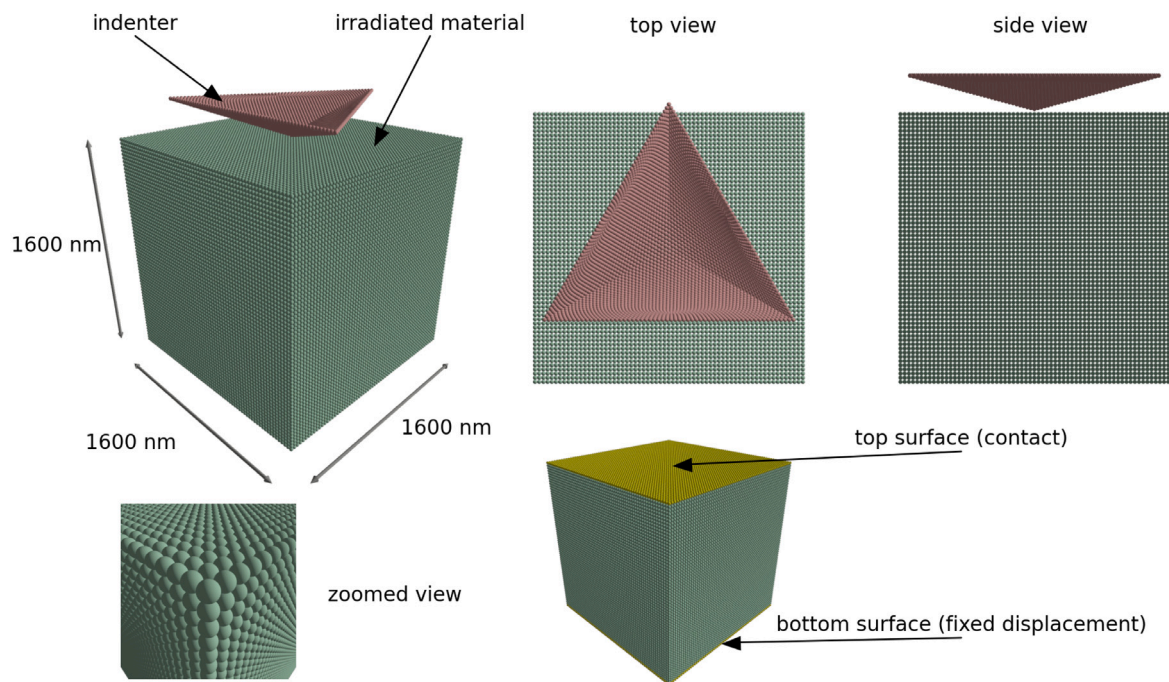 indenter
irradiated material
top view
side view
1600 nm
1600 nm
1600 nm
top surface (contact)
zoomed view
bottom surface (fixed displacement)